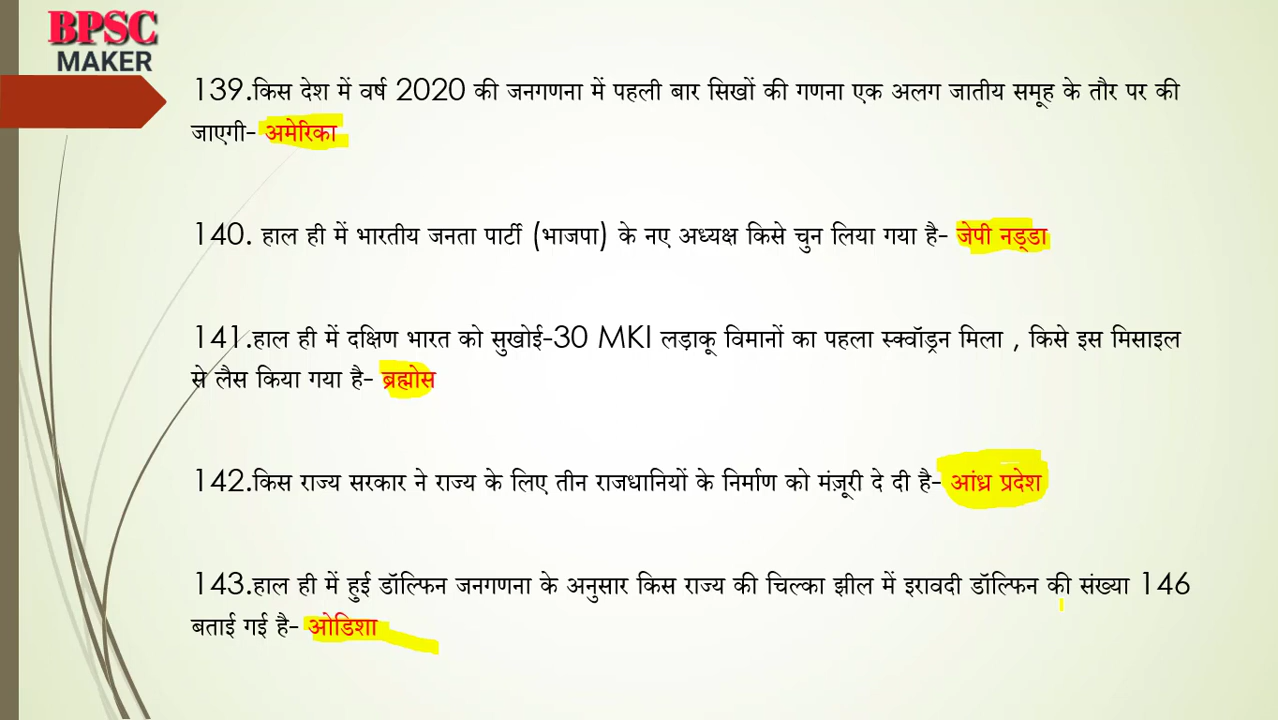 BPSC
MAKER
139.किस देश में वर्ष 2020 की जनगणना में पहली बार सिखों की गणना एक अलग जातीय समूह के तौर पर की
जाएगी- अमेरिका
140. हाल ही में भारतीय जनता पार्टी (भाजपा) के नए अध्यक्ष किसे चुन लिया गया है- जेपी नड्डा
141.हाल ही में दक्षिण भारत को सुखोई-30 MKI लड़ाकू विमानों का पहला स्क्वॉड्रन मिला , किसे इस मिसाइल
से लैस किया गया है- ब्रह्मोस
142.किस राज्य सरकार ने राज्य के लिए तीन राजधानियों के निर्माण को मंज़ूरी दे दी है- आंध्र प्रदेश
143.हाल ही में हुई डॉल्फिन जनगणना के अनुसार किस राज्य की चिल्का झील में इरावदी डॉल्फिन की संख्या 146
बताई गई है- ओडिशा